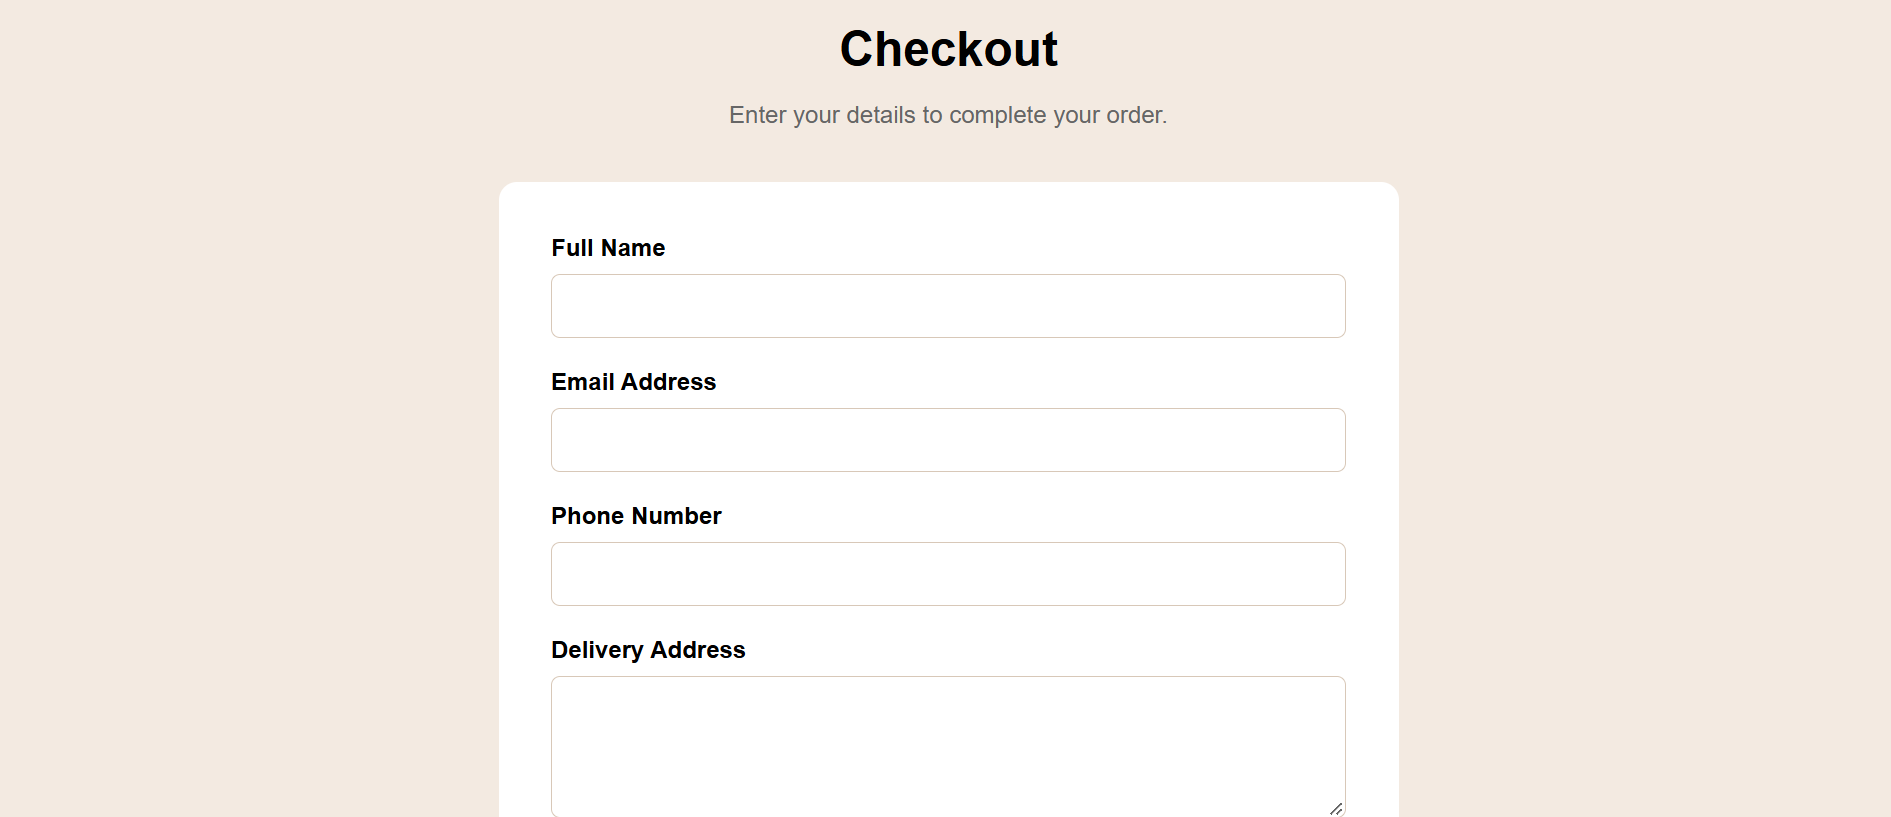 Checkout
Enter your details to complete your order.
Full Name
Email Address
Phone Number
Delivery Address